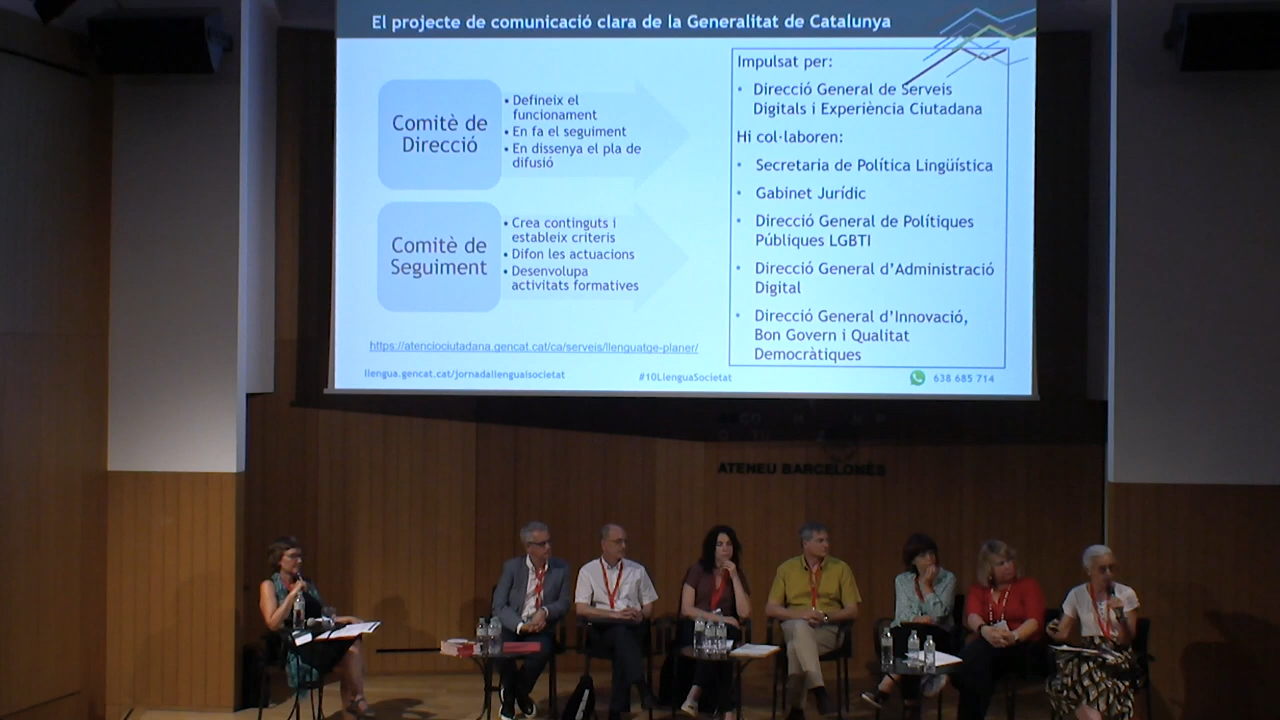 El projecte de comunicació clara de la Generalitat de Catalunya
Comitè de
Direcció
• Defineix el
funcionament
• En fa el seguiment
• En dissenya el pla de
difusió
Comitè de
Seguiment
• Crea continguts i
estableix criteris
• Difon les actuacions
• Desenvolupa
activitats formatives
https://atenciociutadana.gencat.cat/ca/serveis/llenguatge-planer/
Impulsat per:
• Direcció General de Serveis
Digitals i Experiència Ciutadana
Hi col·laboren:
• Secretaria de Política Lingüística
• Gabinet Jurídic
• Direcció General de Polítiques
Públiques LGBTI
• Direcció General d'Administració
Digital
• Direcció General d'Innovació,
Bon Govern i Qualitat
Democràtiques
llengua.gencat.cat/jornadallenguaisocietat
#10LlenguaSocietat
638 685 714
ATENEU BARCELONÈS